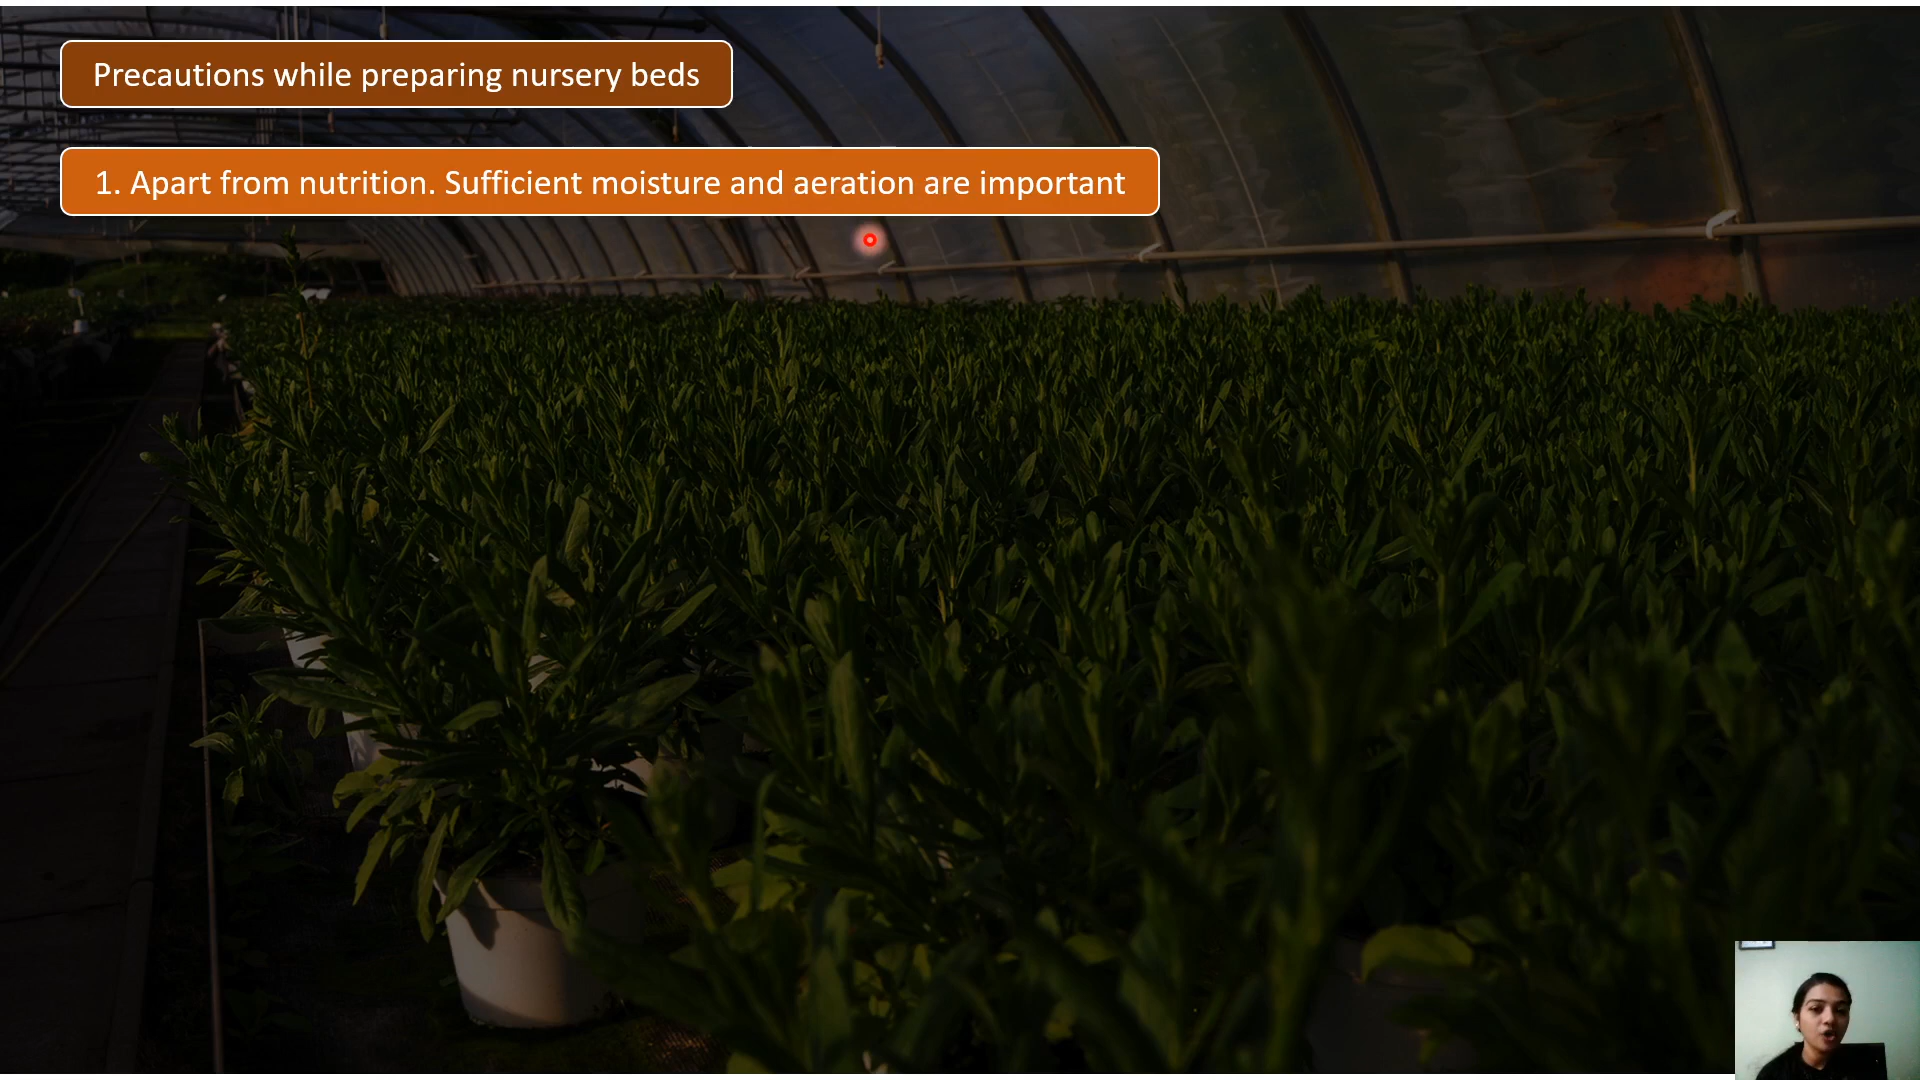 Precautions while preparing nursery beds
1. Apart from nutrition. Sufficient moisture and aeration are important